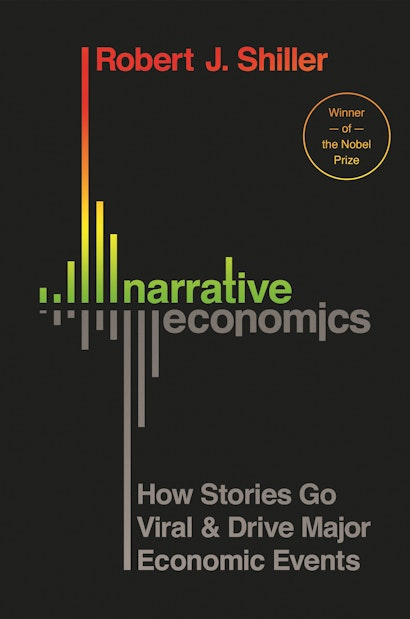 Robert J. Shiller
Winner
— of —
the Nobel
Prize
narrative
economics
How Stories Go
Viral & Drive Major
Economic Events